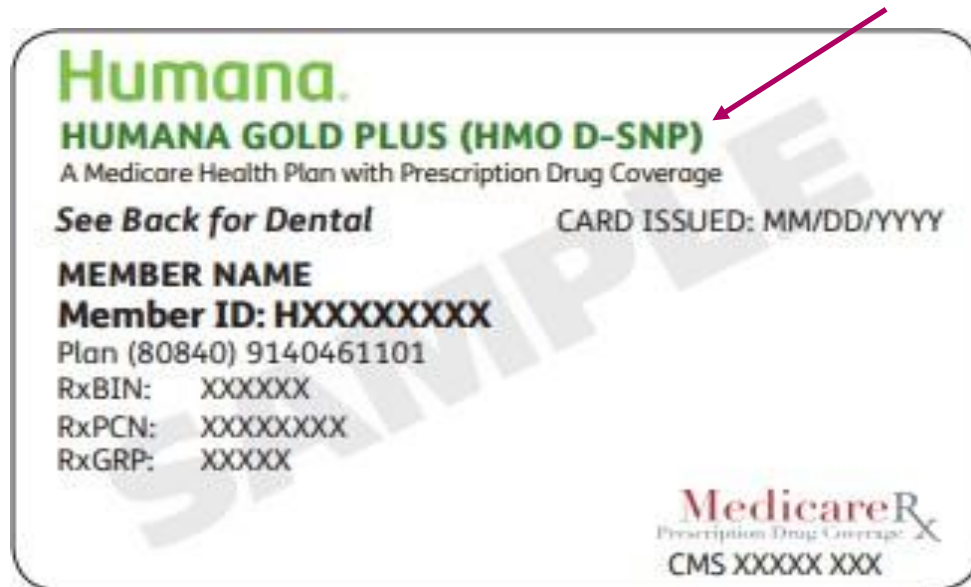 Humana.
HUMANA GOLD PLUS (HMO D-SNP)
A Medicare Health Plan with Prescription Drug Coverage
See Back for Dental CARD ISSUED: MM/DD/YYYY
MEMBER NAME
Member ID: HXXXXXXXX
Plan (80840) 9140461101
RxBIN: XXXXXX
RxPCN: XXXXXXXX
RxGRP: XXXXX
SAMPLE
MedicareRx
Prescription Drug Coverage
CMS XXXXX XXX